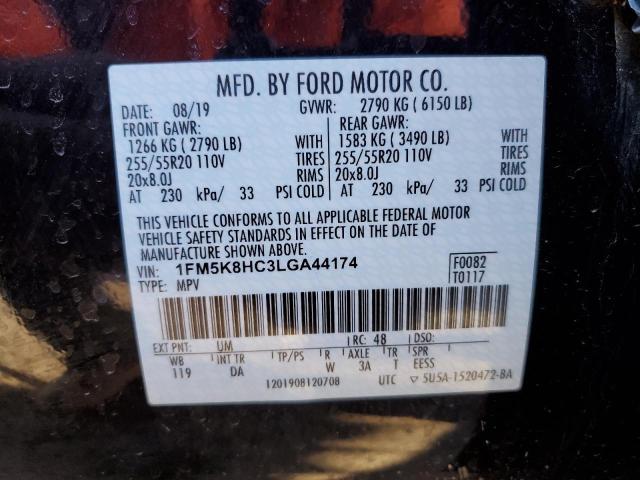 MFD. BY FORD MOTOR CO.
DATE: 08/19 GVWR: 2790 KG ( 6150 LB)
FRONT GAWR: REAR GAWR:
1266 KG ( 2790 LB) WITH 1583 KG ( 3490 LB) WITH
255/55R20 110V TIRES 255/55R20 110V TIRES
20x8.0J RIMS 20x8.0J RIMS
AT 230 kPa/ 33 PSI COLD AT 230 kPa/ 33 PSI COLD
THIS VEHICLE CONFORMS TO ALL APPLICABLE FEDERAL MOTOR
VEHICLE SAFETY STANDARDS IN EFFECT ON THE DATE OF
MANUFACTURE SHOWN ABOVE.
VIN: 1FM5K8HC3LGA44174 F0082
TYPE: MPV T0117
EXT PNT: UM RC: 48 DSO:
WB INT TR TP/PS R AXLE TR SPR
119 DA W 3A T EESS
1201908120708 UTC ▽ 5U5A-1520472-BA